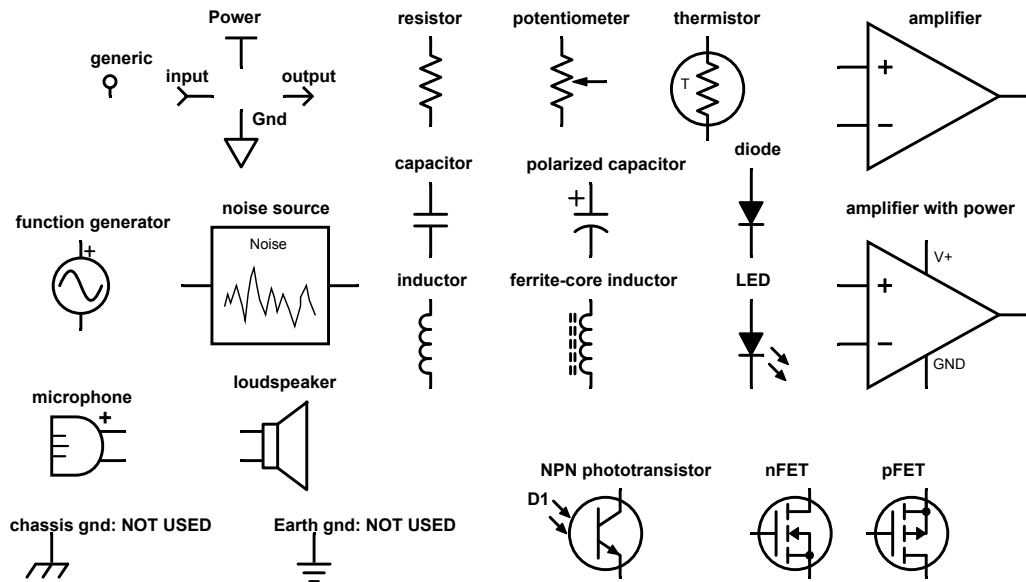 Power
resistor
potentiometer
thermistor
amplifier
generic
input
output
Gnd
T
+
−
capacitor
polarized capacitor
diode
+
function generator
noise source
amplifier with power
+
Noise
V+
inductor
ferrite-core inductor
LED
+
−
GND
microphone
loudspeaker
+
NPN phototransistor
nFET
pFET
D1
chassis gnd: NOT USED
Earth gnd: NOT USED